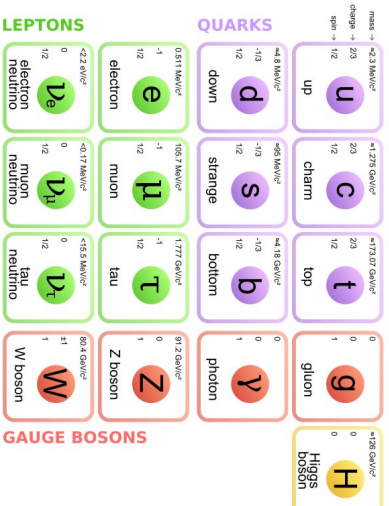 LEPTONS
QUARKS
mass →
charge →
spin →
≈2.3 MeV/c²
2/3
1/2
u
up
≈1.275 GeV/c²
2/3
1/2
c
charm
≈173.07 GeV/c²
2/3
1/2
t
top
0
0
1
g
gluon
≈126 GeV/c²
0
0
H
Higgs
boson
≈4.8 MeV/c²
-1/3
1/2
d
down
≈95 MeV/c²
-1/3
1/2
s
strange
≈4.18 GeV/c²
-1/3
1/2
b
bottom
0
0
1
γ
photon
0.511 MeV/c²
-1
1/2
e
electron
105.7 MeV/c²
-1
1/2
μ
muon
1.777 GeV/c²
-1
1/2
τ
tau
91.2 GeV/c²
0
1
Z
Z boson
<2.2 eV/c²
0
1/2
νe
electron
neutrino
<0.17 MeV/c²
0
1/2
νμ
muon
neutrino
<15.5 MeV/c²
0
1/2
ντ
tau
neutrino
80.4 GeV/c²
±1
1
W
W boson
GAUGE BOSONS